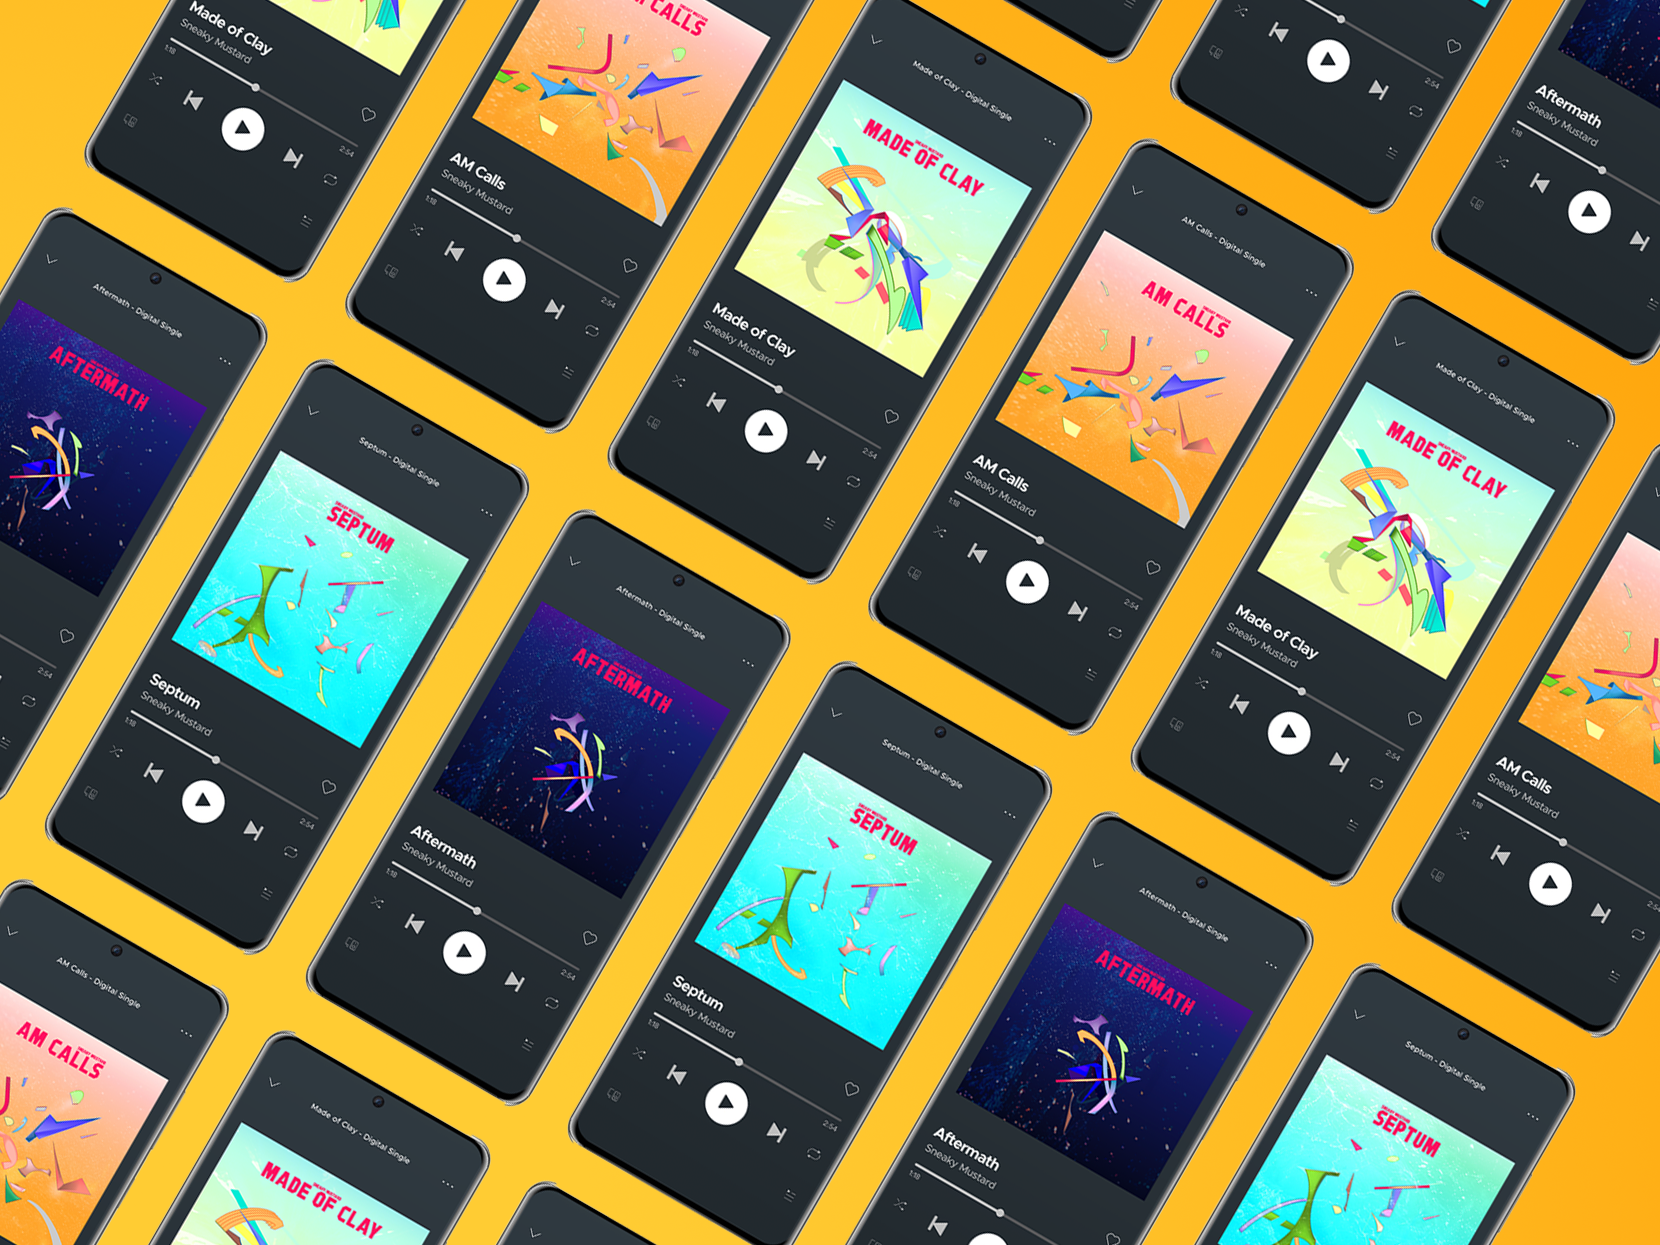 Made of Clay
Sneaky Mustard
1:18
2:54
AM CALLS
AM Calls
Sneaky Mustard
1:18
2:54
Made of Clay - Digital Single
MADE OF CLAY
Made of Clay
Sneaky Mustard
1:18
2:54
2:54
Aftermath
Sneaky Mustard
1:18
Aftermath - Digital Single
AFTERMATH
2:54
Septum - Digital Single
SEPTUM
Septum
Sneaky Mustard
1:18
2:54
Aftermath - Digital Single
AFTERMATH
Aftermath
Sneaky Mustard
1:18
2:54
AM Calls - Digital Single
AM CALLS
AM Calls
Sneaky Mustard
1:18
2:54
Made of Clay - Digital Single
MADE OF CLAY
Made of Clay
Sneaky Mustard
1:18
2:54
AM Calls
Sneaky Mustard
1:18
2:54
Septum - Digital Single
SEPTUM
Septum
Sneaky Mustard
1:18
2:54
Aftermath - Digital Single
AFTERMATH
Aftermath
Sneaky Mustard
1:18
AM Calls - Digital Single
AM CALLS
Made of Clay - Digital Single
MADE OF CLAY
Septum - Digital Single
SEPTUM